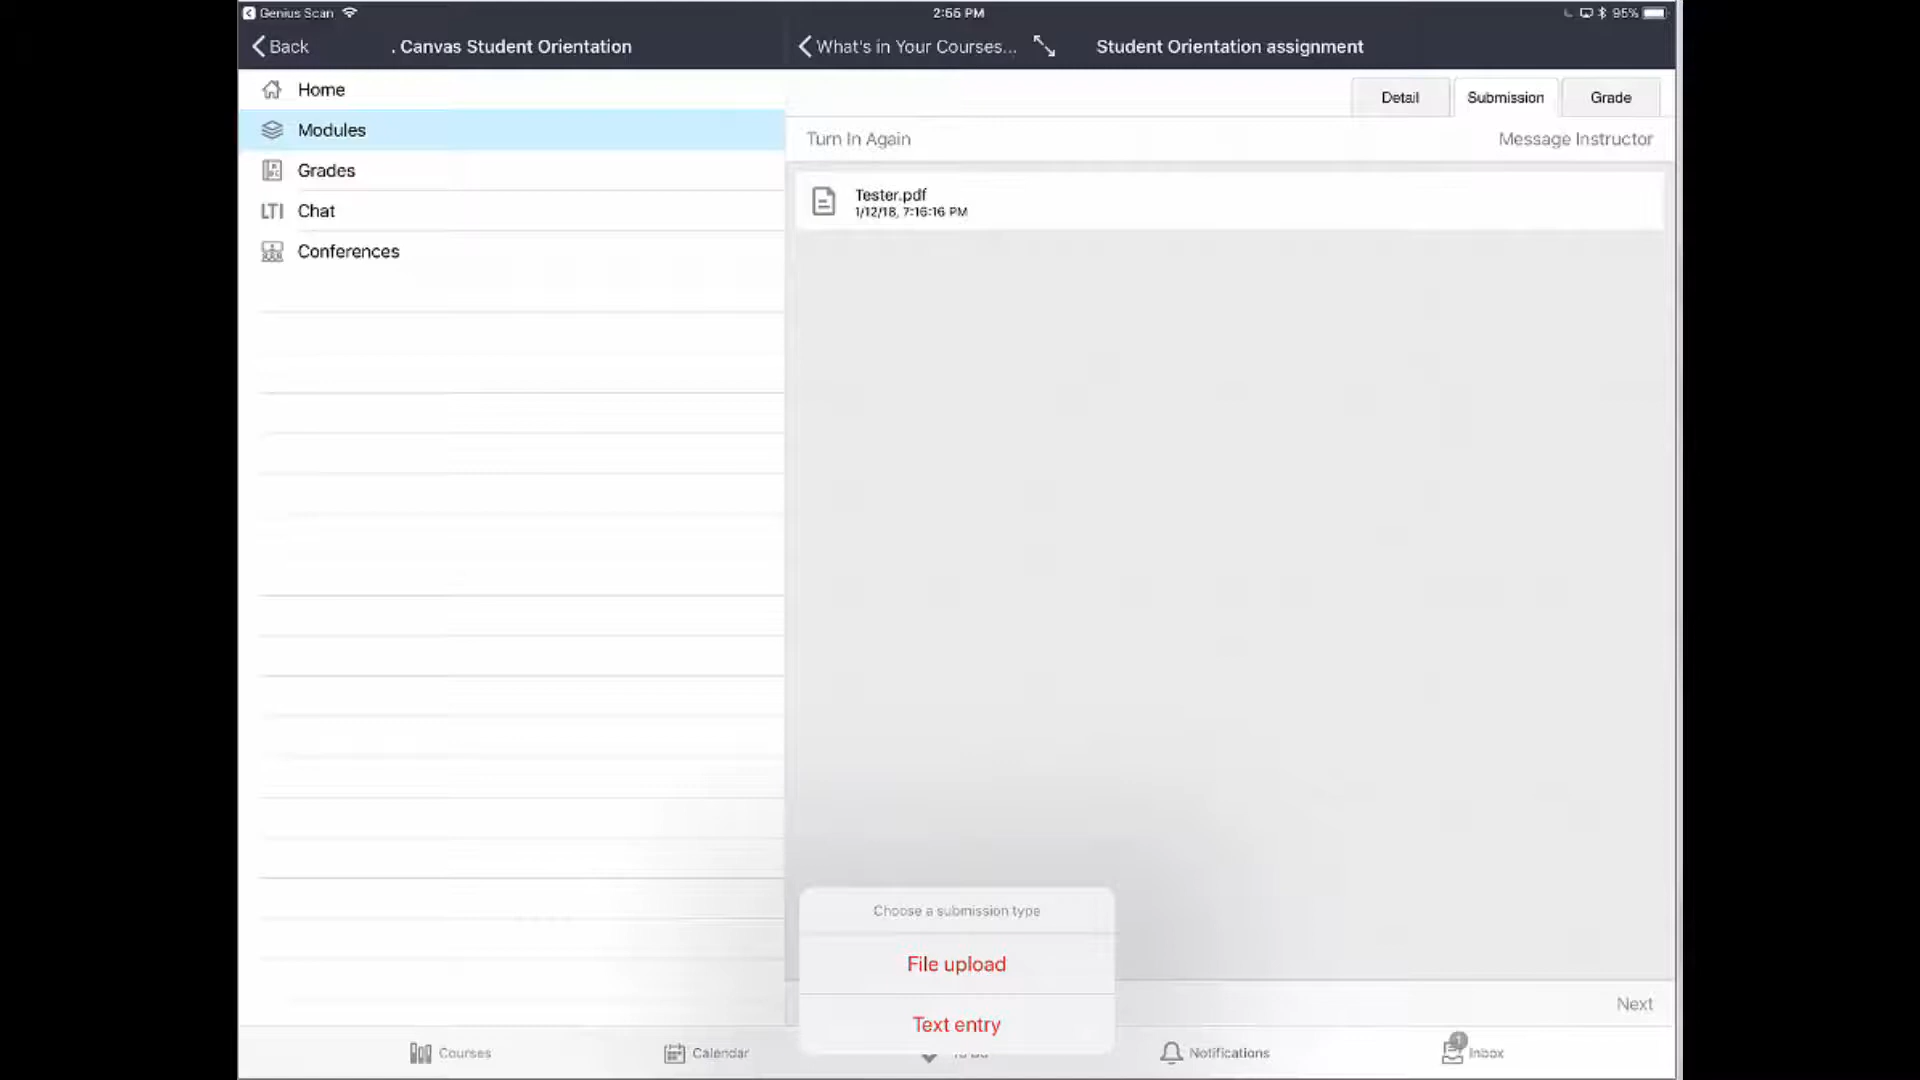 Genius Scan
2:55 PM
95%
Back
. Canvas Student Orientation
What's in Your Courses...
Student Orientation assignment
Home
Modules
Grades
LTI Chat
Conferences
Detail
Submission
Grade
Turn In Again
Message Instructor
Tester.pdf
1/12/18, 7:16:16 PM
Choose a submission type
File upload
Text entry
Next
Courses
Calendar
Notifications
1
Inbox